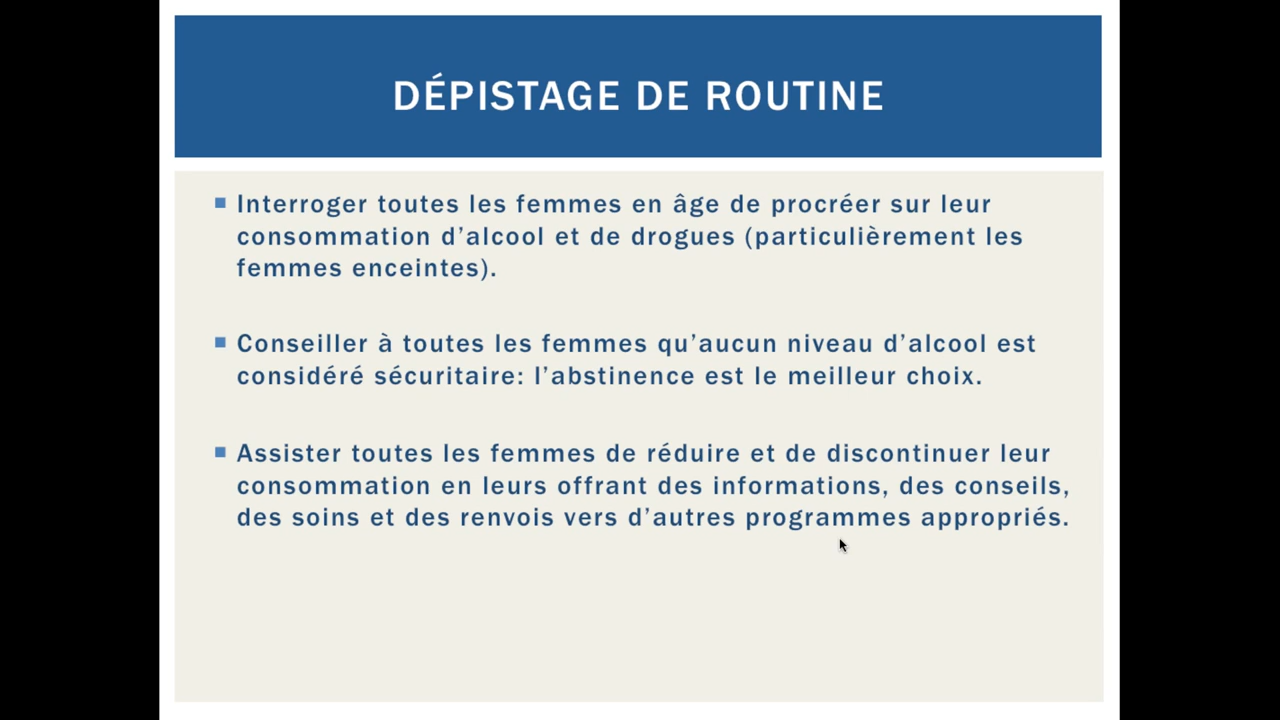 DÉPISTAGE DE ROUTINE
Interroger toutes les femmes en âge de procréer sur leur
consommation d’alcool et de drogues (particulièrement les
femmes enceintes).
Conseiller à toutes les femmes qu’aucun niveau d’alcool est
considéré sécuritaire: l’abstinence est le meilleur choix.
Assister toutes les femmes de réduire et de discontinuer leur
consommation en leurs offrant des informations, des conseils,
des soins et des renvois vers d’autres programmes appropriés.